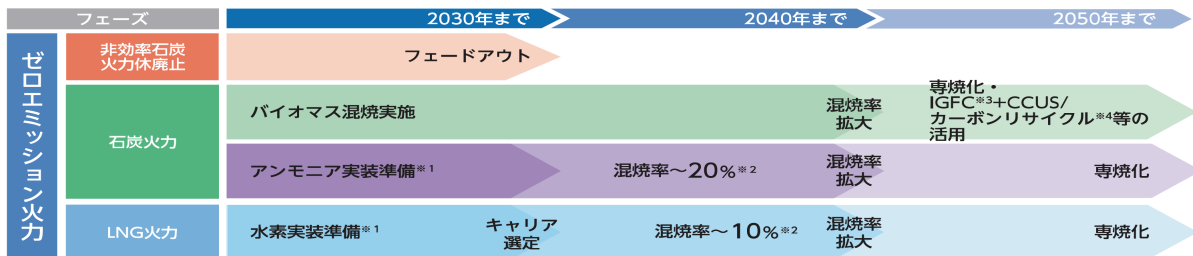 フェーズ
2030年まで
2040年まで
2050年まで
ゼロエミッション火力
非効率石炭
火力休廃止
フェードアウト
石炭火力
バイオマス混焼実施
混焼率
拡大
専焼化・
IGFC※3+CCUS/
カーボンリサイクル※4等の
活用
アンモニア実装準備※1
混焼率~20%※2
混焼率
拡大
専焼化
LNG火力
水素実装準備※1
キャリア
選定
混焼率~10%※2
混焼率
拡大
専焼化